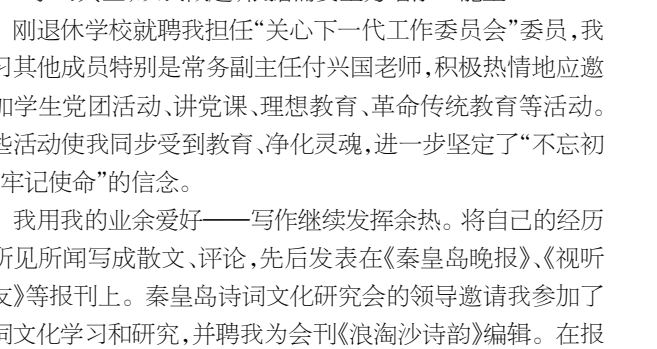 刚退休学校就聘我担任“关心下一代工作委员会”委员,我
习其他成员特别是常务副主任付兴国老师,积极热情地应邀
加学生党团活动、讲党课、理想教育、革命传统教育等活动。
些活动使我同步受到教育、净化灵魂,进一步坚定了“不忘初
牢记使命”的信念。
我用我的业余爱好——写作继续发挥余热。将自己的经历
所见所闻写成散文、评论,先后发表在《秦皇岛晚报》、《视听
友》等报刊上。秦皇岛诗词文化研究会的领导邀请我参加了
词文化学习和研究,并聘我为会刊《浪淘沙诗韵》编辑。在报